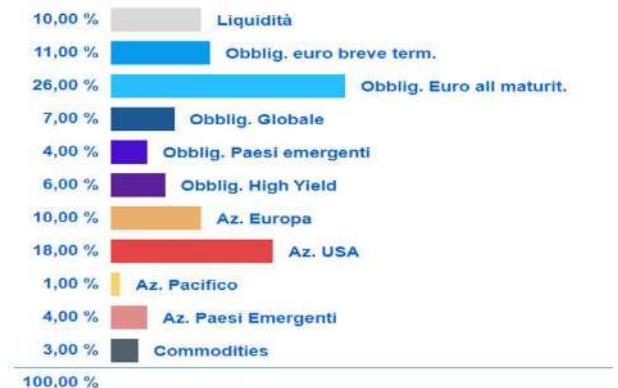 10,00 % Liquidità
11,00 % Obblig. euro breve term.
26,00 % Obblig. Euro all maturit.
7,00 % Obblig. Globale
4,00 % Obblig. Paesi emergenti
6,00 % Obblig. High Yield
10,00 % Az. Europa
18,00 % Az. USA
1,00 % Az. Pacifico
4,00 % Az. Paesi Emergenti
3,00 % Commodities
100,00 %